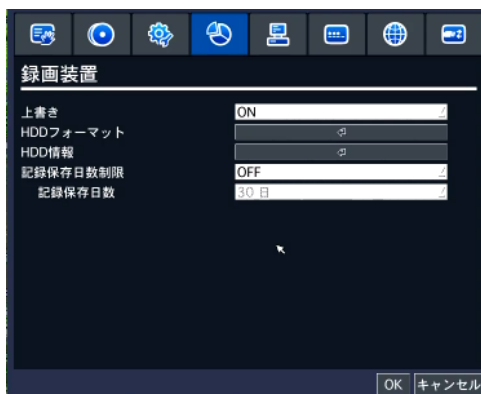 録画装置
上書き ON
HDDフォーマット
HDD情報
記録保存日数制限 OFF
記録保存日数 30 日
OK キャンセル